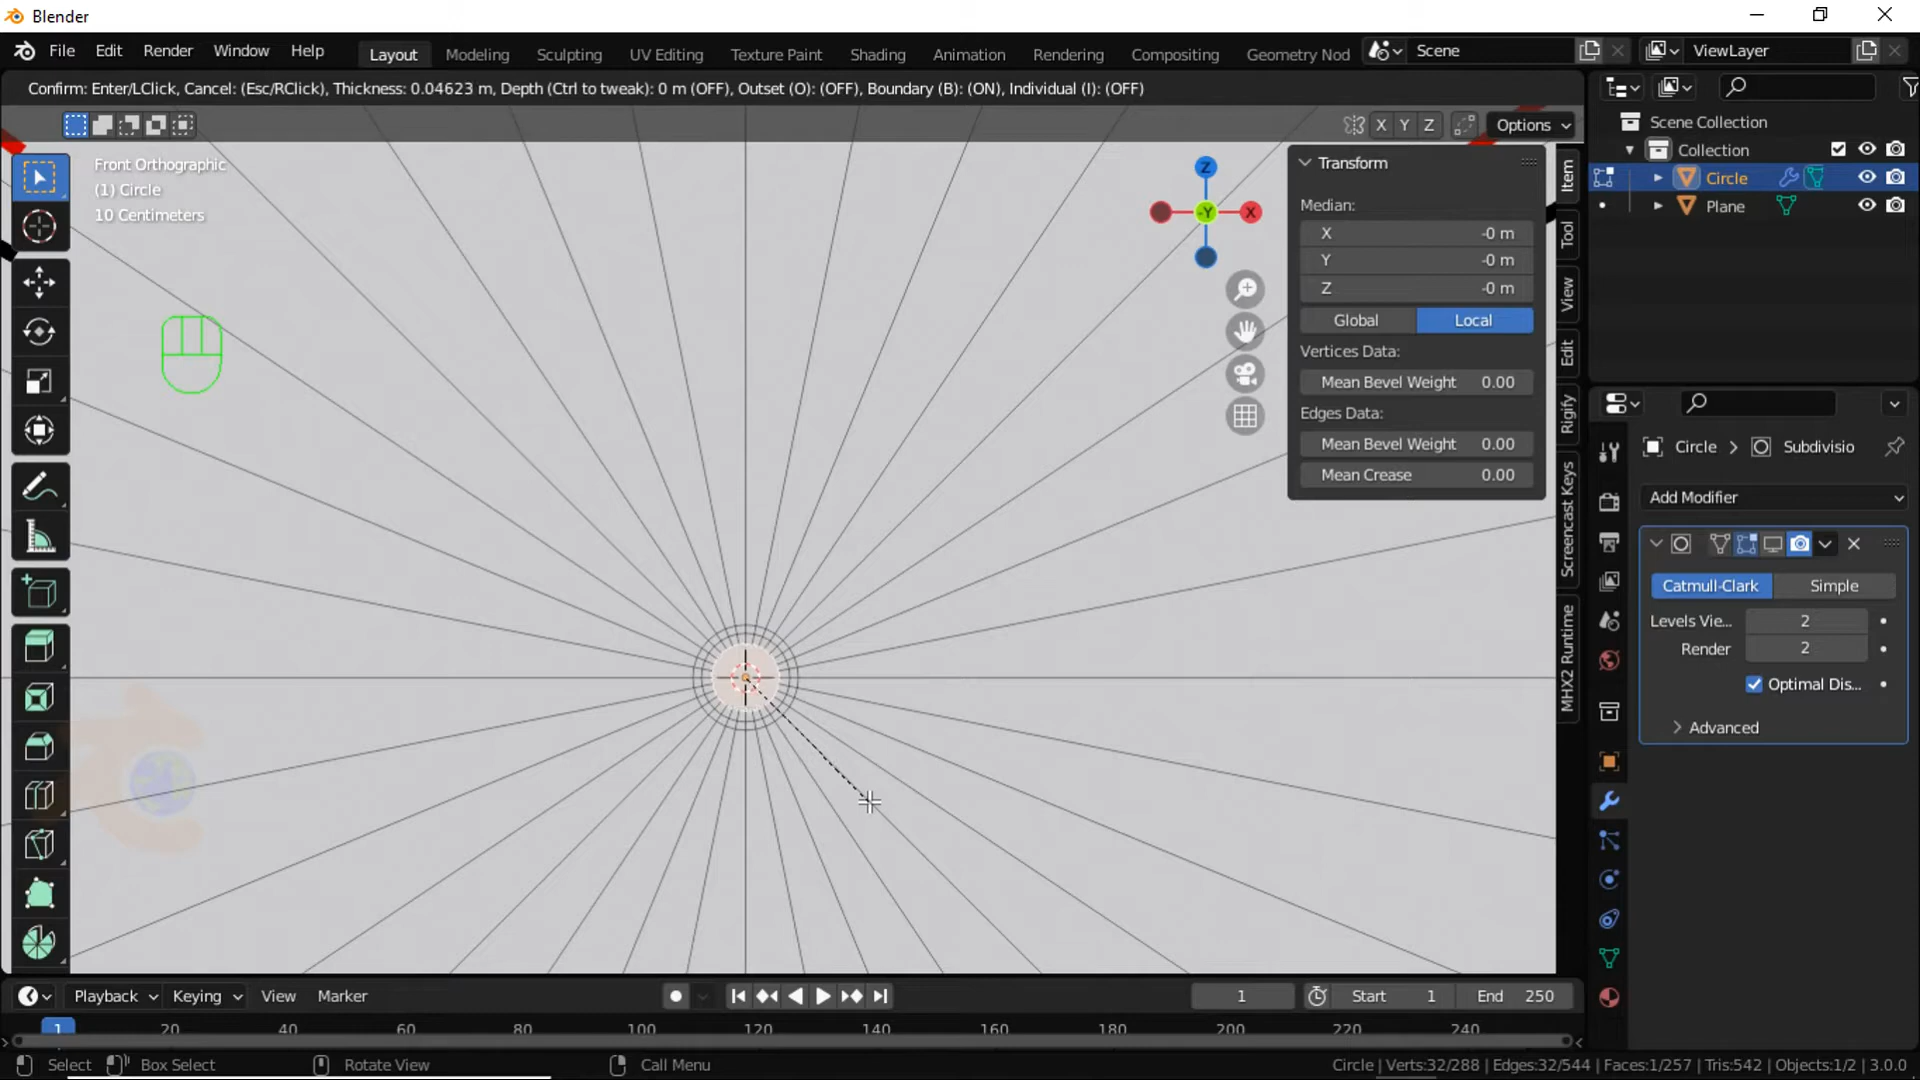 Blender
File Edit Render Window Help Layout Modeling Sculpting UV Editing Texture Paint Shading Animation Rendering Compositing Geometry Nod Scene ViewLayer
Confirm: Enter/LClick, Cancel: (Esc/RClick), Thickness: 0.04623 m, Depth (Ctrl to tweak): 0 m (OFF), Outset (O): (OFF), Boundary (B): (ON), Individual (I): (OFF)
X Y Z Options
Front Orthographic
(1) Circle
10 Centimeters
Z
-Y
X
Transform
Median:
X -0 m
Y -0 m
Z -0 m
Global Local
Vertices Data:
Mean Bevel Weight 0.00
Edges Data:
Mean Bevel Weight 0.00
Mean Crease 0.00
Item
Tool
View
Edit
Rigify
Screencast Keys
MHX2 Runtime
Scene Collection
Collection
Circle
Plane
Circle > Subdivisio
Add Modifier
Catmull-Clark Simple
Levels Vie... 2
Render 2
Optimal Dis...
Advanced
Playback Keying View Marker 1 Start 1 End 250
1 20 40 60 80 100 120 140 160 180 200 220 240
Select Box Select Rotate View Call Menu Circle | Verts:32/288 | Edges:32/544 | Faces:1/257 | Tris:542 | Objects:1/2 | 3.0.0